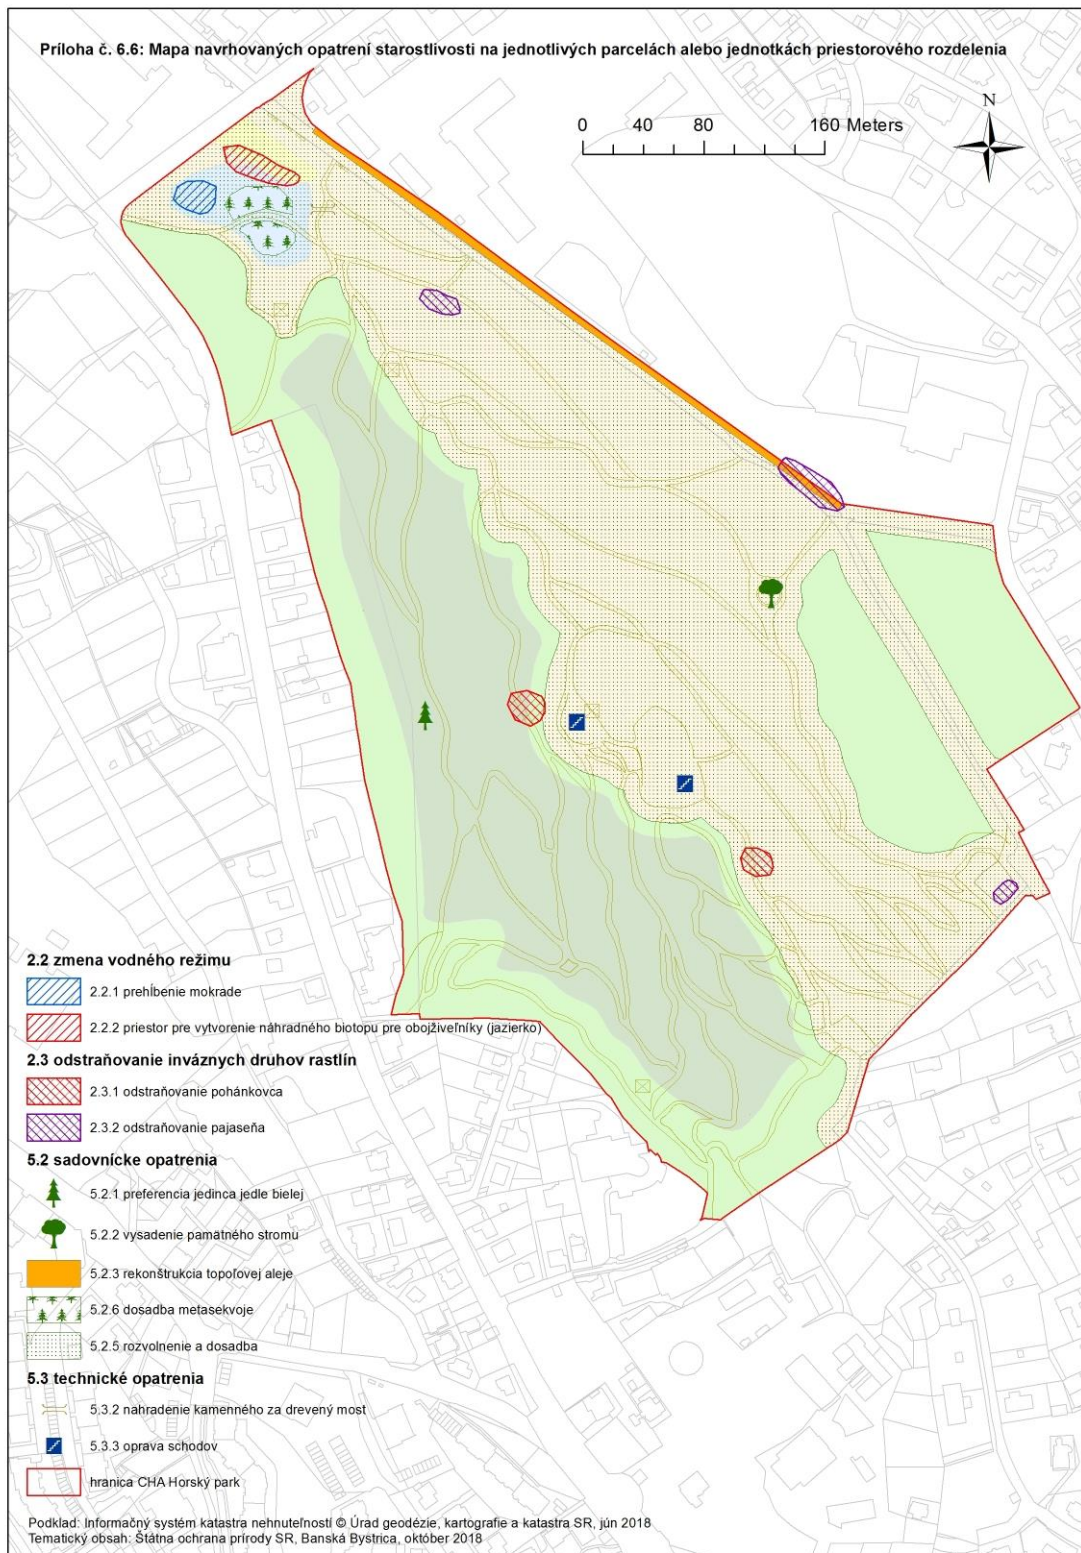 Príloha č. 6.6: Mapa navrhovaných opatrení starostlivosti na jednotlivých parcelách alebo jednotkách priestorového rozdelenia
0 40 80 160 Meters
N
2.2 zmena vodného režimu
2.2.1 prehĺbenie mokrade
2.2.2 priestor pre vytvorenie náhradného biotopu pre obojživeľníky (jazierko)
2.3 odstraňovanie inváznych druhov rastlín
2.3.1 odstraňovanie pohánkovca
2.3.2 odstraňovanie pajaseňa
5.2 sadovnícke opatrenia
5.2.1 preferencia jedinca jedle bielej
5.2.2 vysadenie pamätného stromu
5.2.3 rekonštrukcia topoľovej aleje
5.2.6 dosadba metasekvoje
5.2.5 rozvolnenie a dosadba
5.3 technické opatrenia
5.3.2 nahradenie kamenného za drevený most
5.3.3 oprava schodov
hranica CHA Horský park
Podklad: Informačný systém katastra nehnuteľností © Úrad geodézie, kartografie a katastra SR, jún 2018
Tematický obsah: Štátna ochrana prírody SR, Banská Bystrica, október 2018